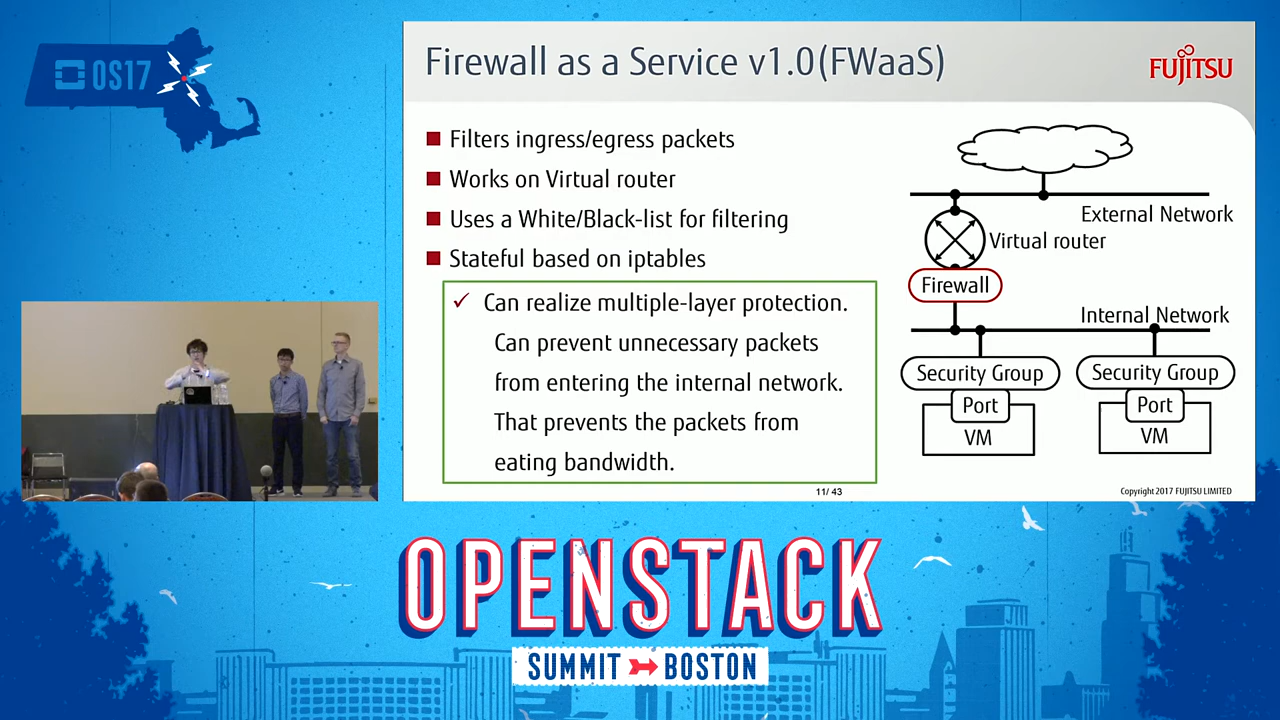 OS17
Firewall as a Service v1.0(FWaaS)
FUJITSU
Filters ingress/egress packets
Works on Virtual router
Uses a White/Black-list for filtering
Stateful based on iptables
✓ Can realize multiple-layer protection.
Can prevent unnecessary packets
from entering the internal network.
That prevents the packets from
eating bandwidth.
External Network
Virtual router
Firewall
Internal Network
Security Group
Security Group
Port
Port
VM
VM
11/ 43
Copyright 2017 FUJITSU LIMITED
OPENSTACK
SUMMIT BOSTON